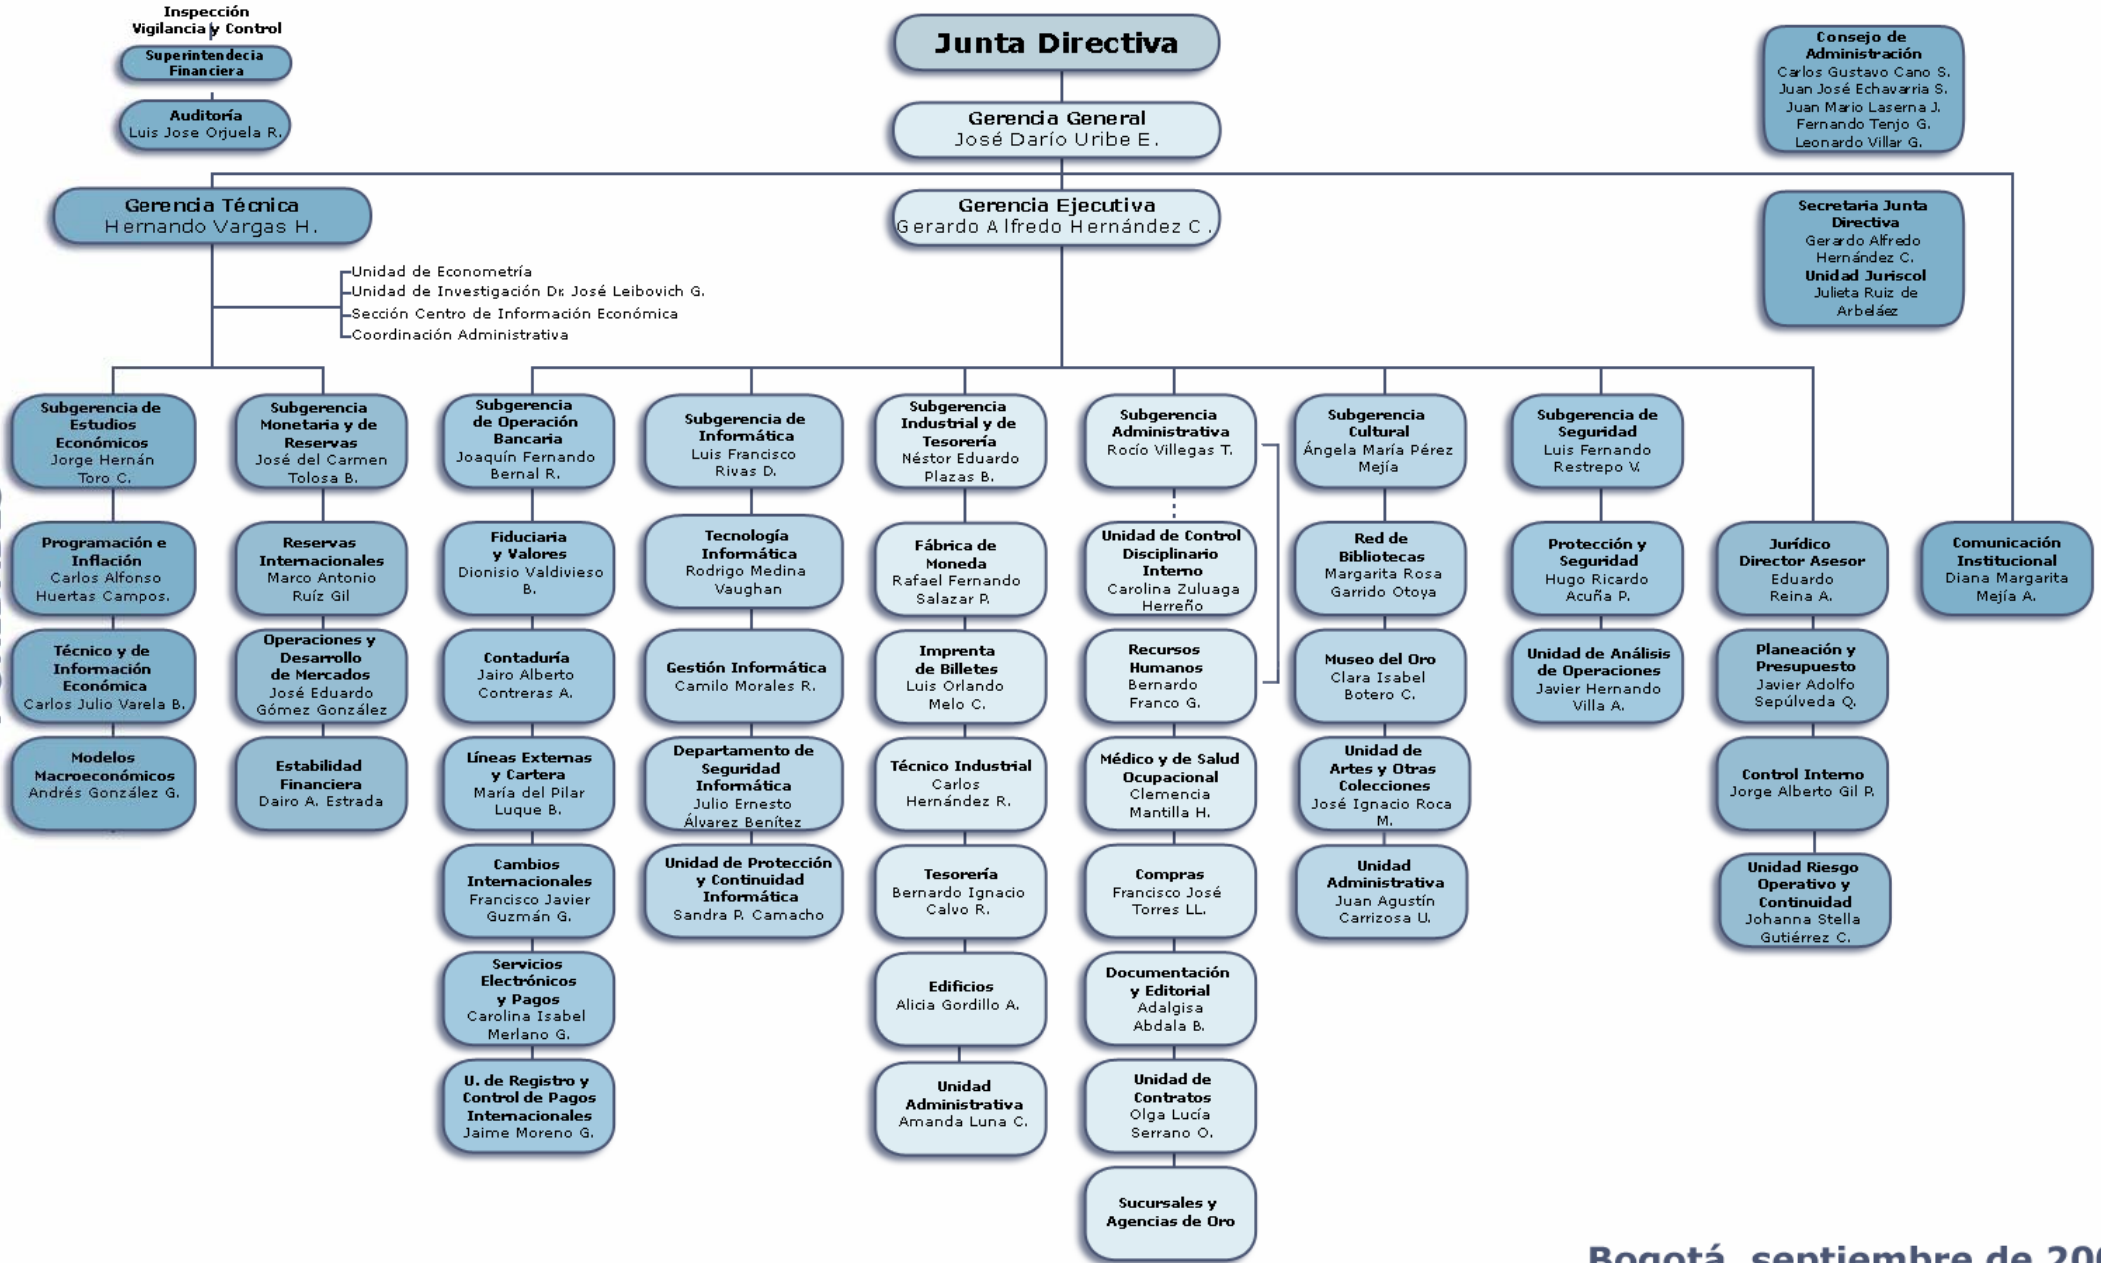 Inspección
Vigilancia y Control
Superintendecia
Financiera
Auditoría
Luis Jose Orjuela R.
Junta Directiva
Gerencia General
José Darío Uribe E.
Consejo de
Administración
Carlos Gustavo Cano S.
Juan José Echavarria S.
Juan Mario Laserna J.
Fernando Tenjo G.
Leonardo Villar G.
Gerencia Técnica
Hernando Vargas H.
Gerencia Ejecutiva
Gerardo Alfredo Hernández C.
Secretaria Junta
Directiva
Gerardo Alfredo
Hernández C.
Unidad Juriscol
Julieta Ruiz de
Arbeláez
Unidad de Econometría
Unidad de Investigación Dr. José Leibovich G.
Sección Centro de Información Económica
Coordinación Administrativa
Subgerencia de
Estudios
Económicos
Jorge Hernán
Toro C.
Programación e
Inflación
Carlos Alfonso
Huertas Campos.
Técnico y de
Información
Económica
Carlos Julio Varela B.
Modelos
Macroeconómicos
Andrés González G.
Subgerencia
Monetaria y de
Reservas
José del Carmen
Tolosa B.
Reservas
Internacionales
Marco Antonio
Ruíz Gil
Operaciones y
Desarrollo
de Mercados
José Eduardo
Gómez González
Estabilidad
Financiera
Dairo A. Estrada
Subgerencia
de Operación
Bancaria
Joaquín Fernando
Bernal R.
Fiduciaria
y Valores
Dionisio Valdivieso
B.
Contaduría
Jairo Alberto
Contreras A.
Líneas Externas
y Cartera
María del Pilar
Luque B.
Cambios
Internacionales
Francisco Javier
Guzmán G.
Servicios
Electrónicos
y Pagos
Carolina Isabel
Merlano G.
U. de Registro y
Control de Pagos
Internacionales
Jaime Moreno G.
Subgerencia de
Informática
Luis Francisco
Rivas D.
Tecnología
Informática
Rodrigo Medina
Vaughan
Gestión Informática
Camilo Morales R.
Departamento de
Seguridad
Informática
Julio Ernesto
Álvarez Benítez
Unidad de Protección
y Continuidad
Informática
Sandra P. Camacho
Subgerencia
Industrial y de
Tesorería
Néstor Eduardo
Plazas B.
Fábrica de
Moneda
Rafael Fernando
Salazar P.
Imprenta
de Billetes
Luis Orlando
Melo C.
Técnico Industrial
Carlos
Hernández R.
Tesorería
Bernardo Ignacio
Calvo R.
Edificios
Alicia Gordillo A.
Unidad
Administrativa
Amanda Luna C.
Subgerencia
Administrativa
Rocío Villegas T.
Unidad de Control
Disciplinario
Interno
Carolina Zuluaga
Herreño
Recursos
Humanos
Bernardo
Franco G.
Médico y de Salud
Ocupacional
Clemencia
Mantilla H.
Compras
Francisco José
Torres LL.
Documentación
y Editorial
Adalgisa
Abdala B.
Unidad de
Contratos
Olga Lucía
Serrano O.
Sucursales y
Agencias de Oro
Subgerencia
Cultural
Ángela María Pérez
Mejía
Red de
Bibliotecas
Margarita Rosa
Garrido Otoya
Museo del Oro
Clara Isabel
Botero C.
Unidad de
Artes y Otras
Colecciones
José Ignacio Roca
M.
Unidad
Administrativa
Juan Agustín
Carrizosa U.
Subgerencia de
Seguridad
Luis Fernando
Restrepo V.
Protección y
Seguridad
Hugo Ricardo
Acuña P.
Unidad de Análisis
de Operaciones
Javier Hernando
Villa A.
Jurídico
Director Asesor
Eduardo
Reina A.
Planeación y
Presupuesto
Javier Adolfo
Sepúlveda Q.
Control Interno
Jorge Alberto Gil P.
Unidad Riesgo
Operativo y
Continuidad
Johanna Stella
Gutiérrez C.
Comunicación
Institucional
Diana Margarita
Mejía A.
Bogotá, septiembre de